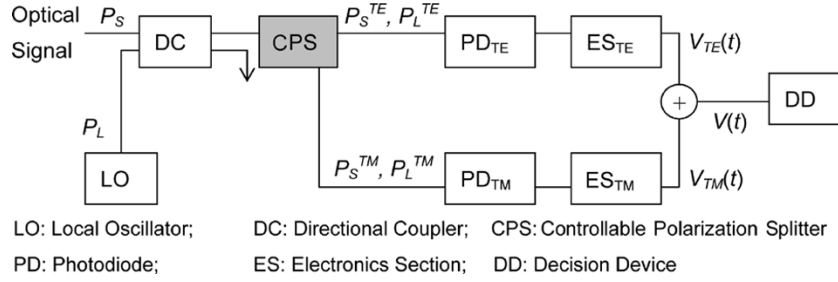 Optical
Signal
P_S
DC
CPS
P_S^TE, P_L^TE
PD_TE
ES_TE
V_TE(t)
+
V(t)
DD
P_L
LO
P_S^TM, P_L^TM
PD_TM
ES_TM
V_TM(t)
LO: Local Oscillator; DC: Directional Coupler; CPS: Controllable Polarization Splitter
PD: Photodiode; ES: Electronics Section; DD: Decision Device